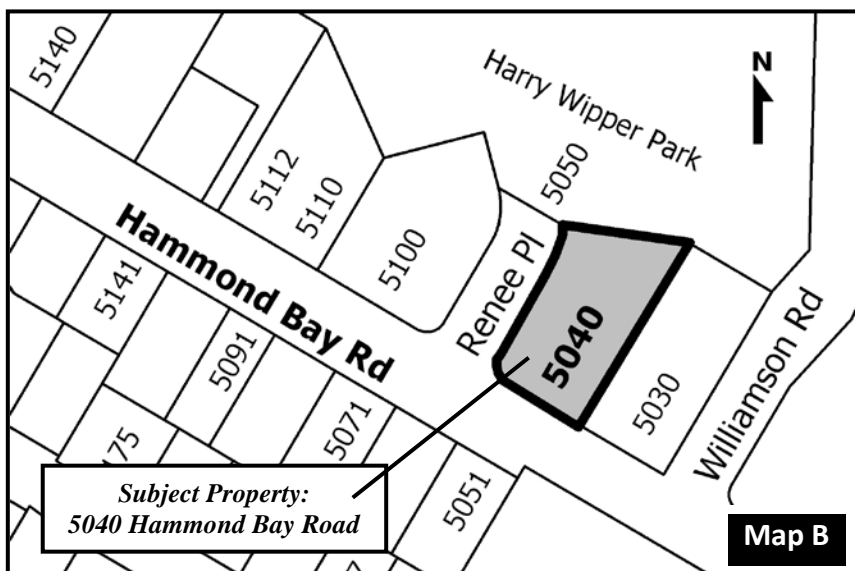 5140
Harry Wipper Park
N
5112
5110
5050
5100
Renee Pl
Hammond Bay Rd
5141
5091
5040
5071
5030
Williamson Rd
175
5051
Subject Property:
5040 Hammond Bay Road
Map B